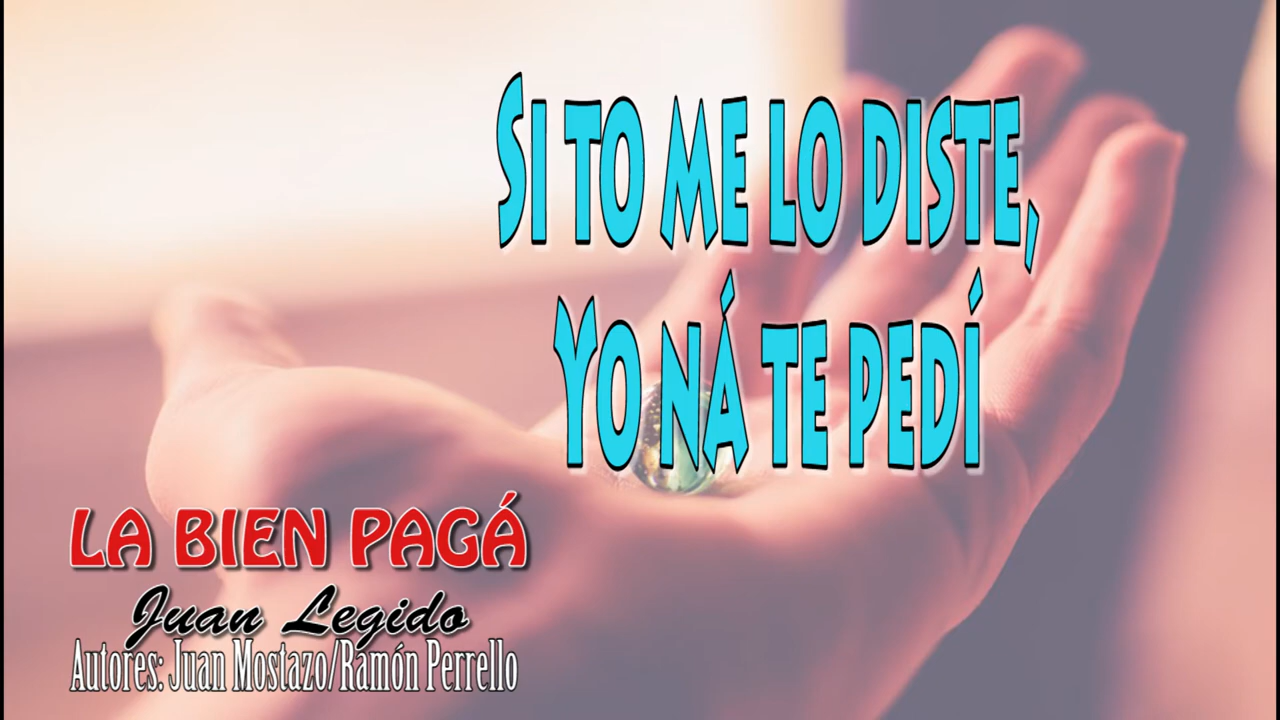 Si to me lo diste,
Yo ná te pedí
LA BIEN PAGÁ
Juan Legido
Autores: Juan Mostazo/Ramón Perrello